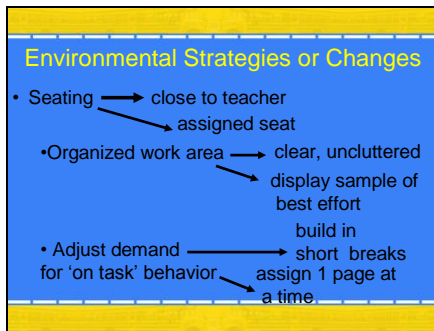 Environmental Strategies or Changes
• Seating close to teacher
assigned seat
•Organized work area clear, uncluttered
display sample of
best effort
build in
• Adjust demand short breaks
for ‘on task’ behavior assign 1 page at
a time